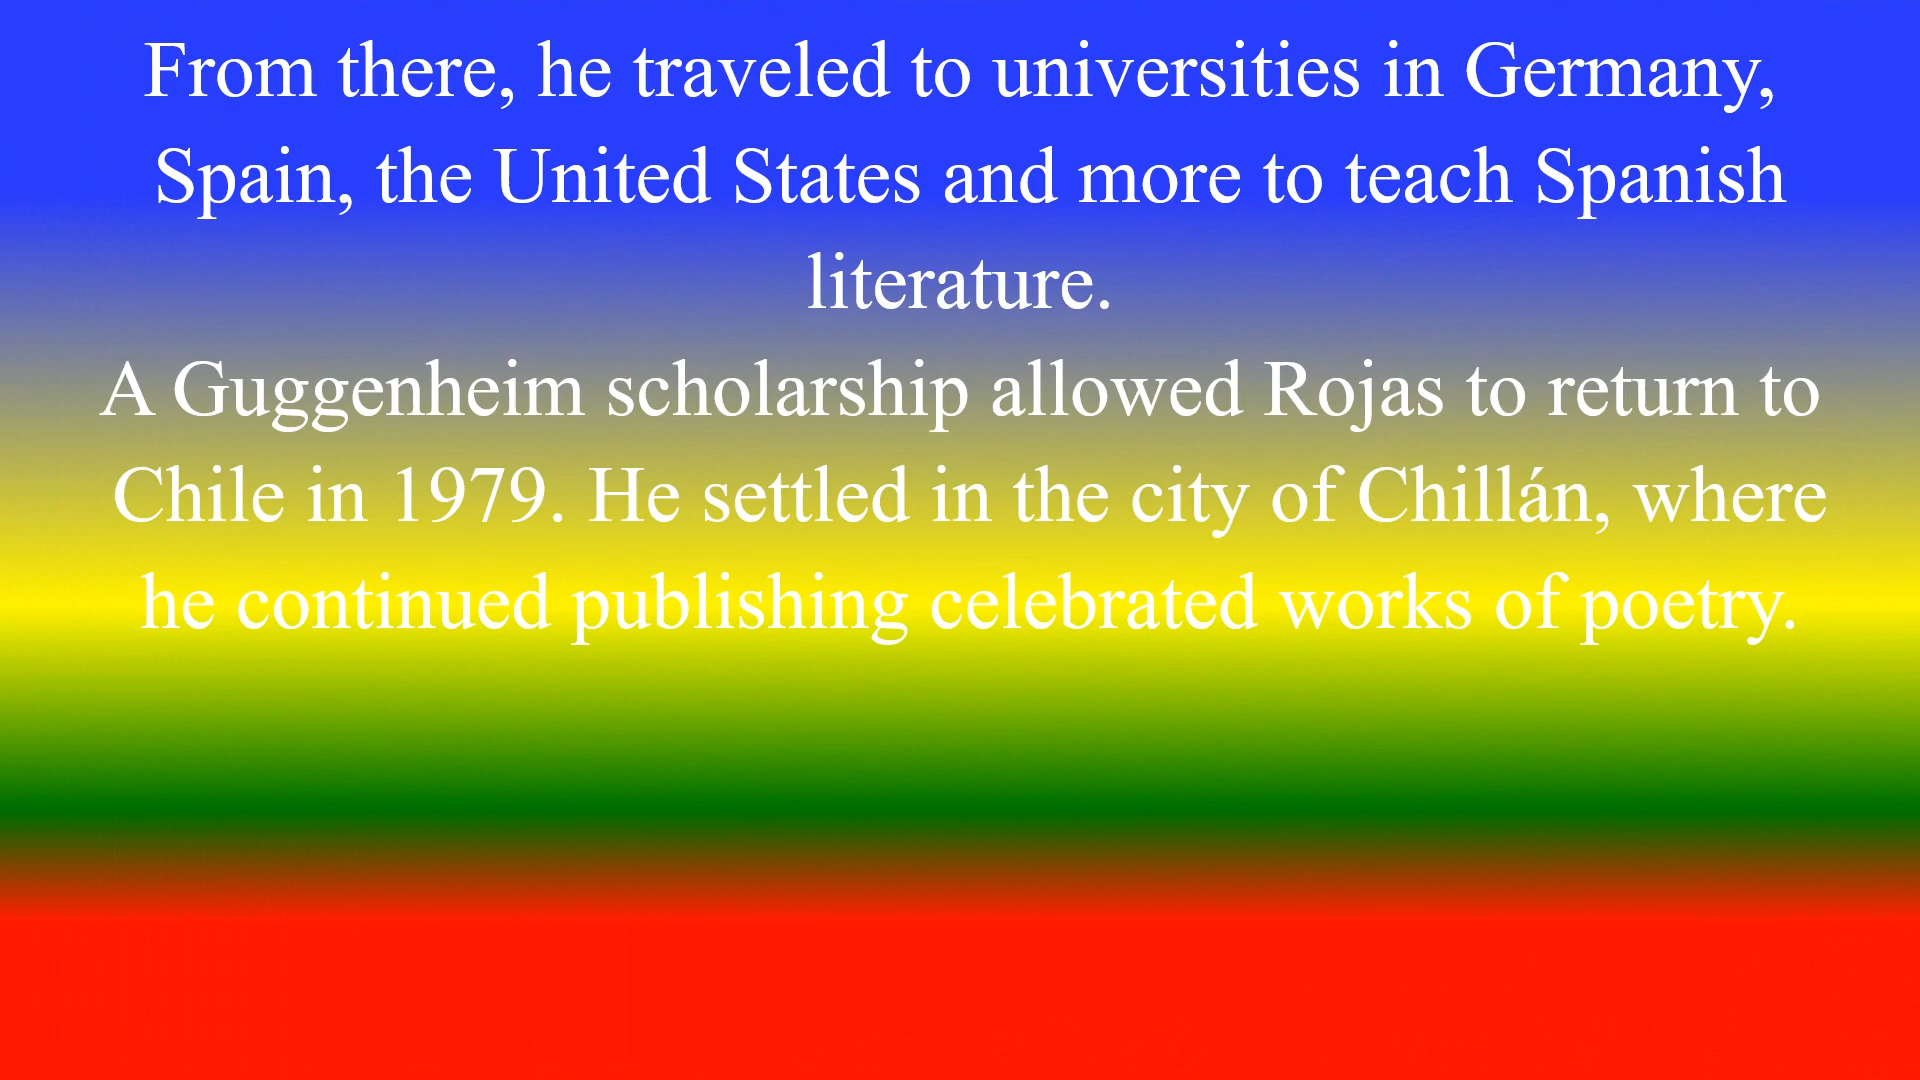 From there, he traveled to universities in Germany,
Spain, the United States and more to teach Spanish
literature.
A Guggenheim scholarship allowed Rojas to return to
Chile in 1979. He settled in the city of Chillán, where
he continued publishing celebrated works of poetry.